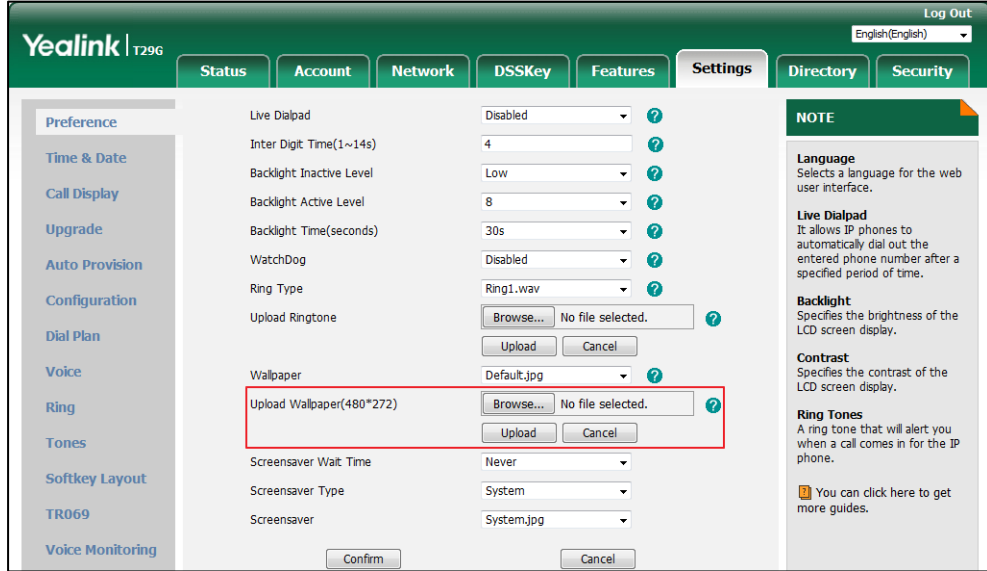 Log Out
Yealink T29G
English(English)
Status Account Network DSSKey Features Settings Directory Security
Preference
Time & Date
Call Display
Upgrade
Auto Provision
Configuration
Dial Plan
Voice
Ring
Tones
Softkey Layout
TR069
Voice Monitoring
Live Dialpad Disabled ?
Inter Digit Time(1~14s) 4 ?
Backlight Inactive Level Low ?
Backlight Active Level 8 ?
Backlight Time(seconds) 30s ?
WatchDog Disabled ?
Ring Type Ring1.wav ?
Upload Ringtone Browse... No file selected. ?
Upload Cancel
Wallpaper Default.jpg ?
Upload Wallpaper(480*272) Browse... No file selected. ?
Upload Cancel
Screensaver Wait Time Never
Screensaver Type System
Screensaver System.jpg
Confirm Cancel
NOTE
Language
Selects a language for the web
user interface.
Live Dialpad
It allows IP phones to
automatically dial out the
entered phone number after a
specified period of time.
Backlight
Specifies the brightness of the
LCD screen display.
Contrast
Specifies the contrast of the
LCD screen display.
Ring Tones
A ring tone that will alert you
when a call comes in for the IP
phone.
? You can click here to get
more guides.